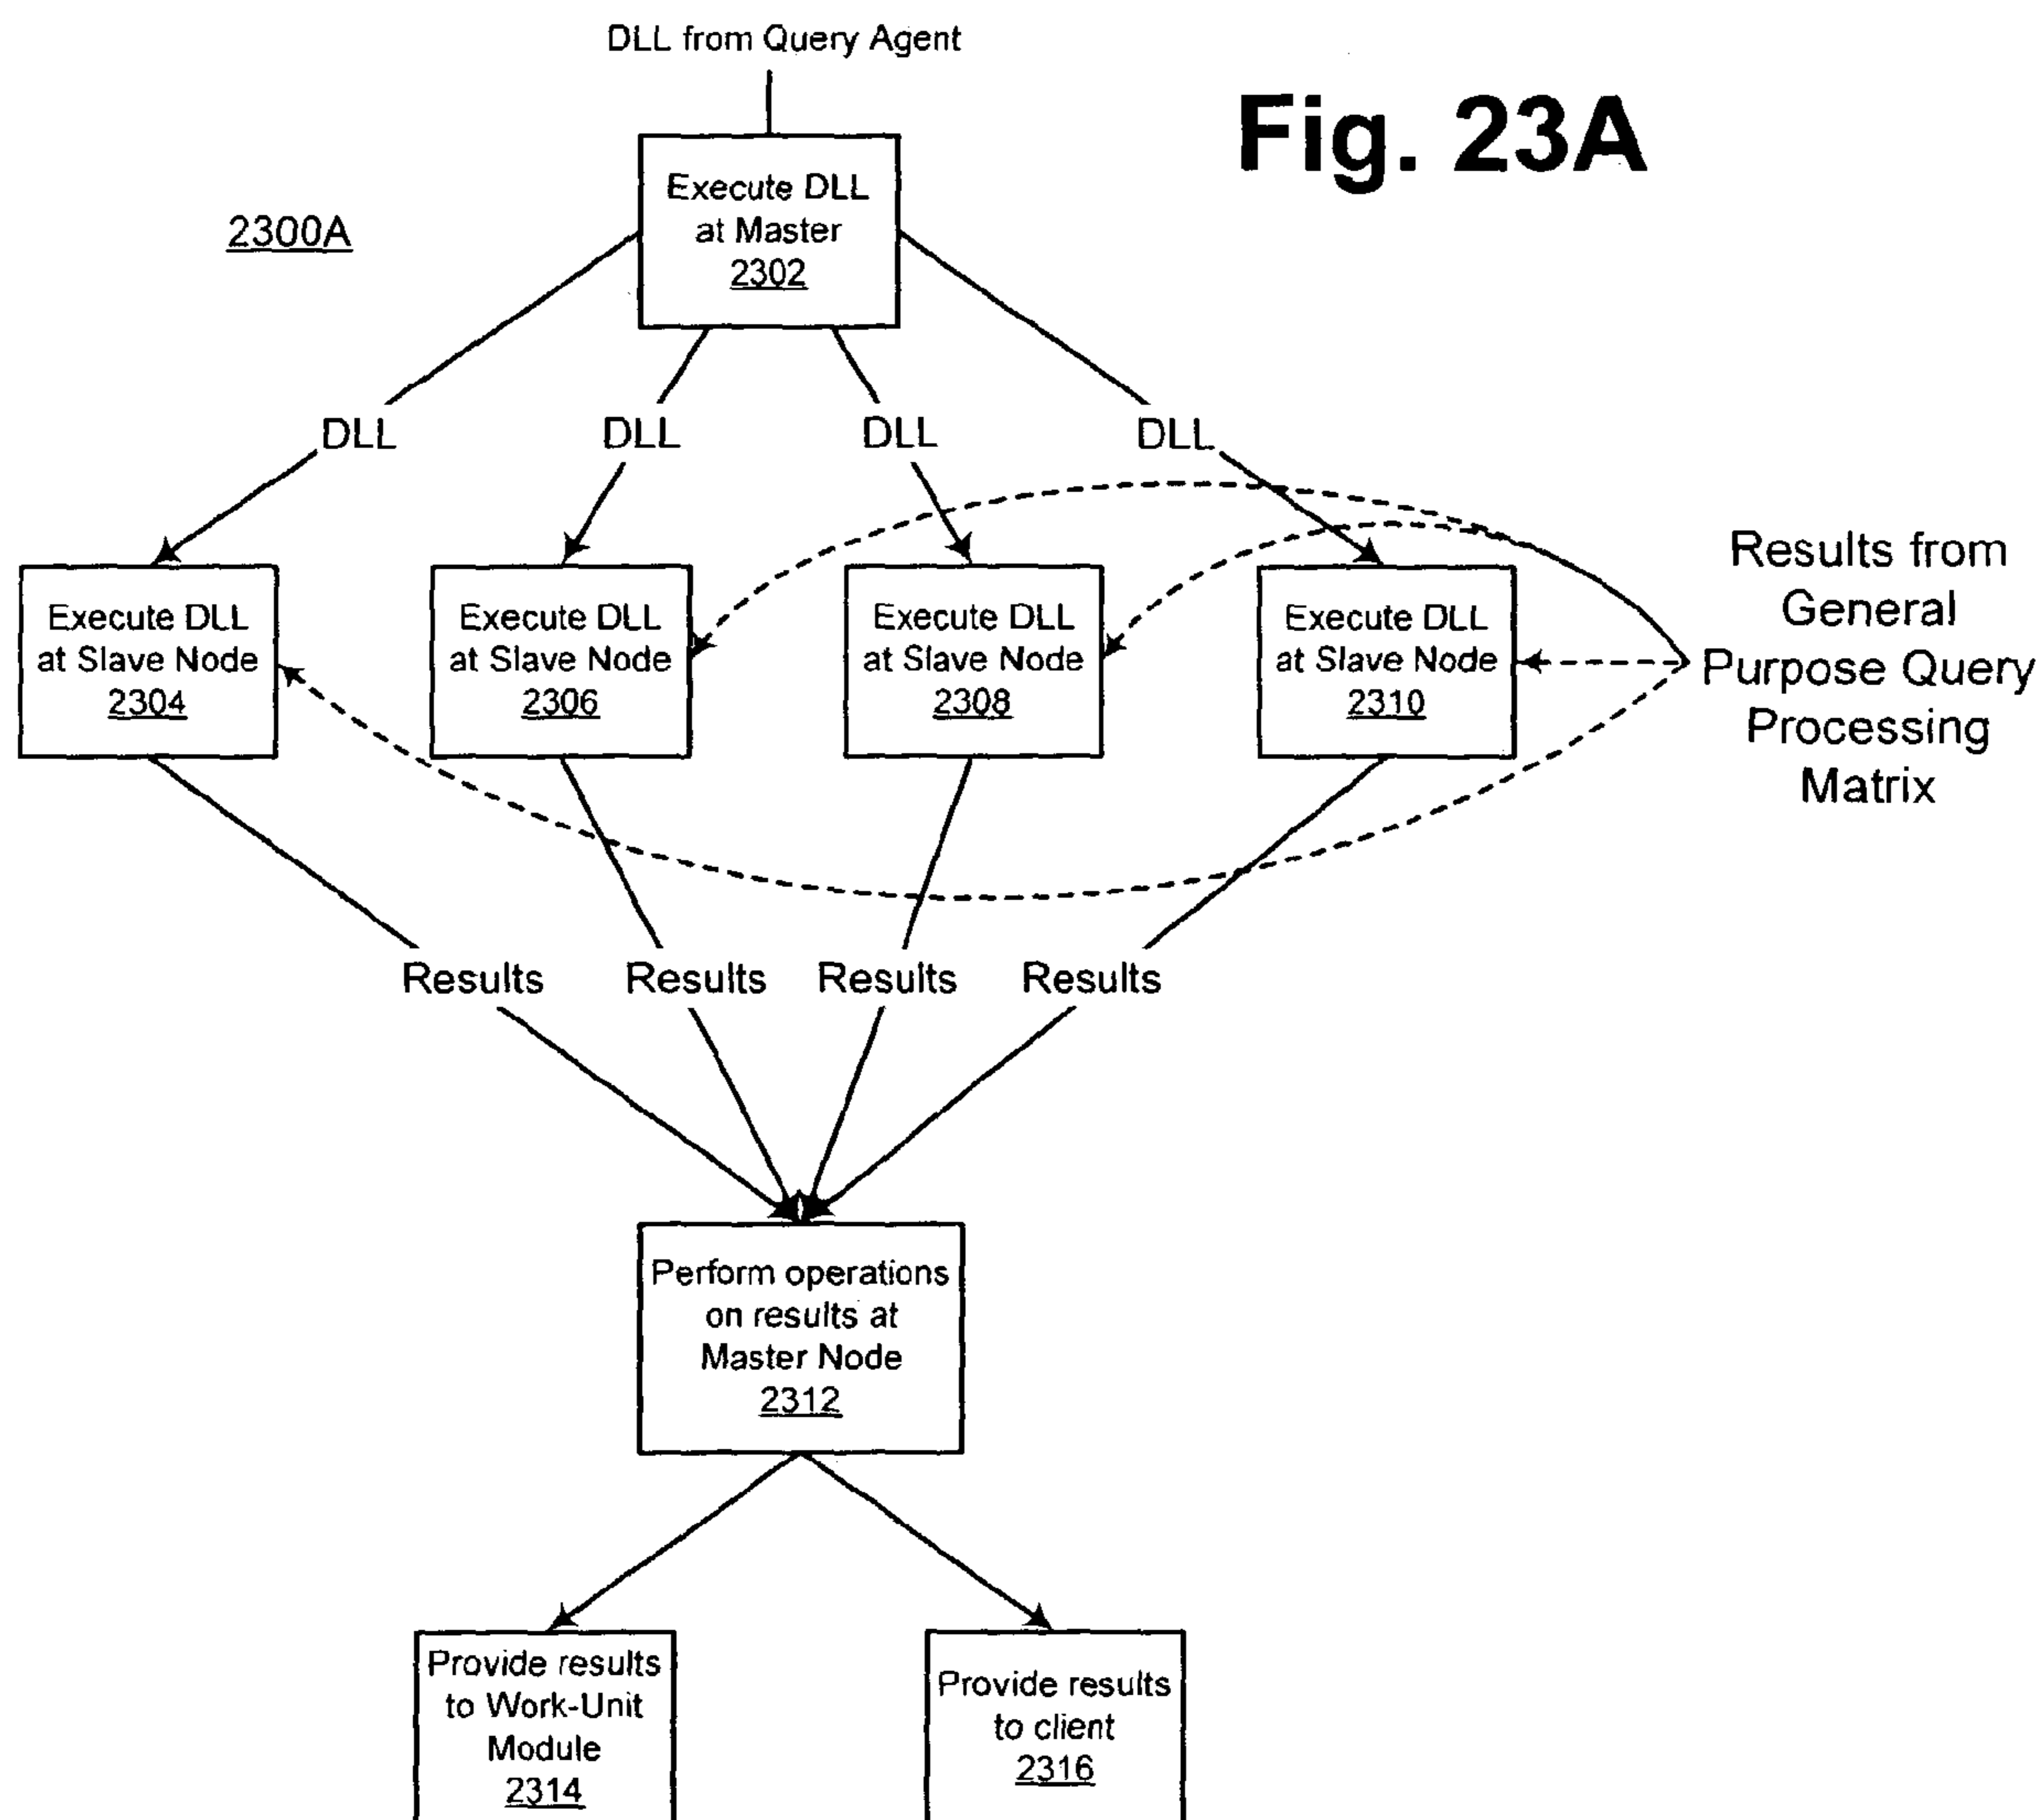 DLL from Query Agent
Fig. 23A
Execute DLL
at Master
2302
2300A
DLL
DLL
DLL
DLL
Execute DLL
at Slave Node
2304
Execute DLL
at Slave Node
2306
Execute DLL
at Slave Node
2308
Execute DLL
at Slave Node
2310
Results from
General
Purpose Query
Processing
Matrix
Results
Results
Results
Results
Perform operations
on results at
Master Node
2312
Provide results
to Work-Unit
Module
2314
Provide results
to client
2316